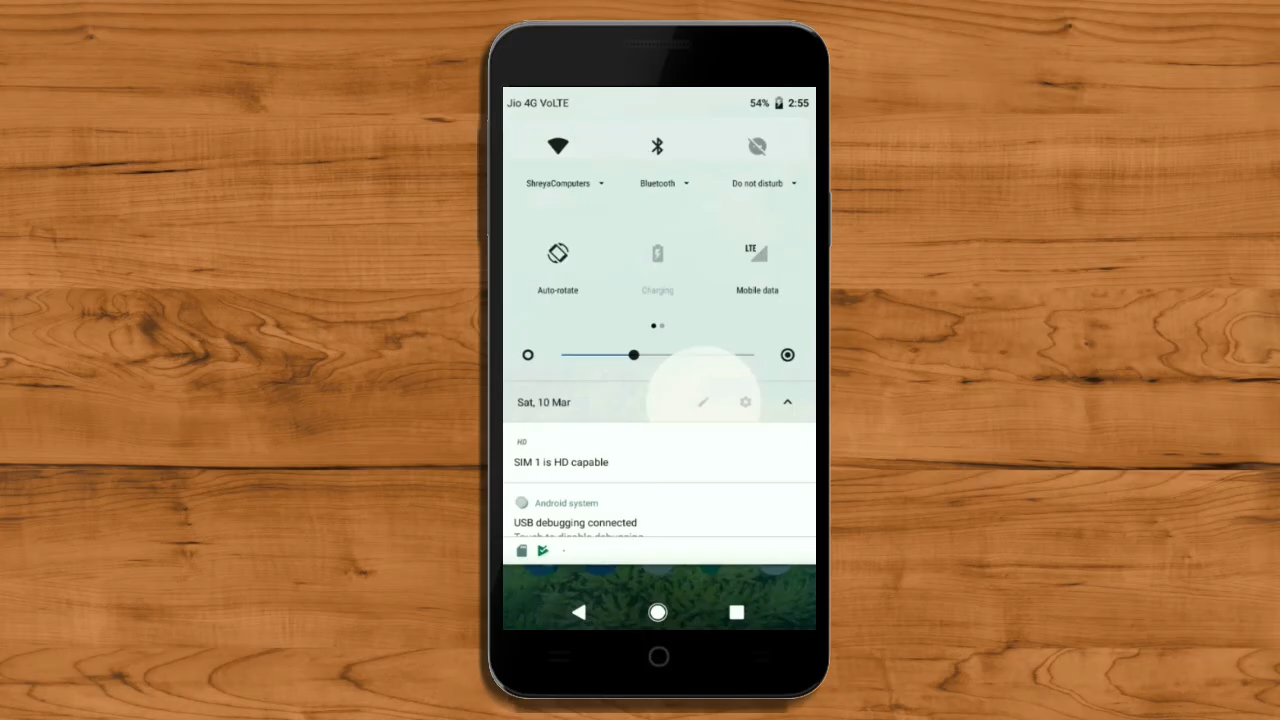 Jio 4G VoLTE 54% 2:55
ShreyaComputers Bluetooth Do not disturb
LTE
Auto-rotate Charging Mobile data
Sat, 10 Mar
HD
SIM 1 is HD capable
Android system
USB debugging connected
Touch to disable debugging